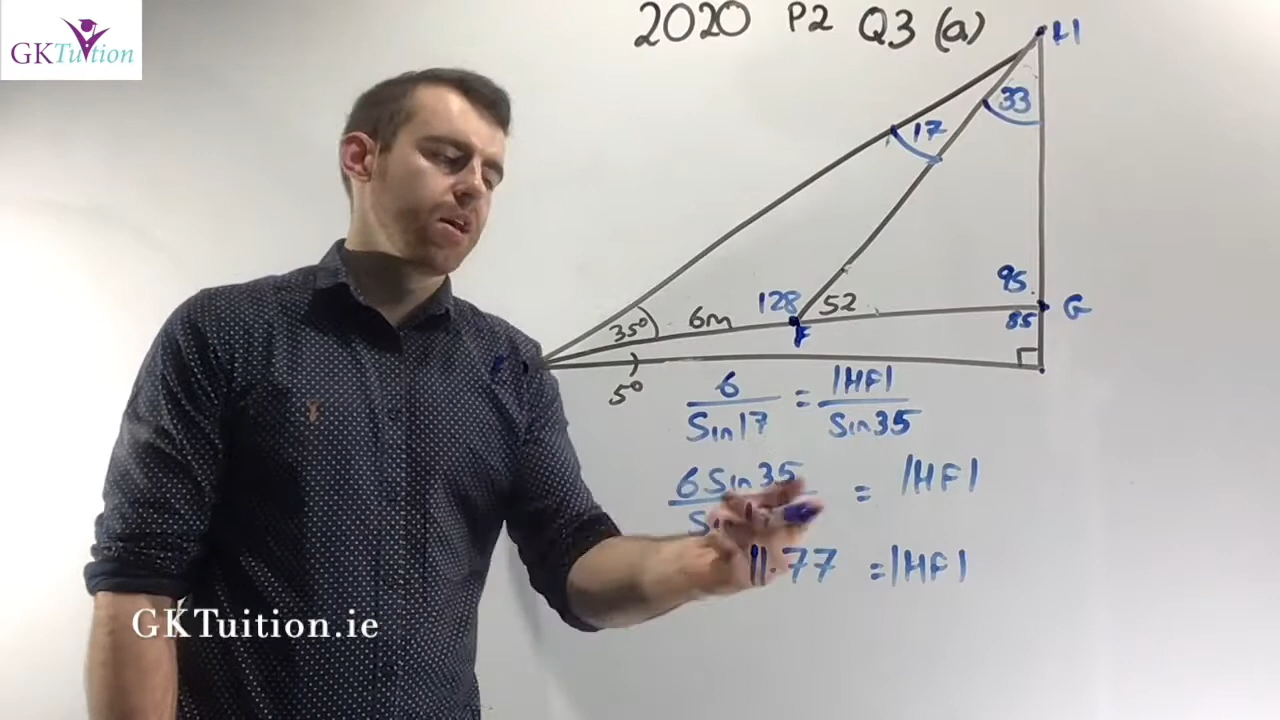 GKTuition
2020 P2 Q3 (a)
H
33
17
95
128
52
G
35° 6m
85
F
5°
6 = |HF|
Sin17 Sin35
6Sin35 = |HF|
11.77 = |HF|
GKTuition.ie